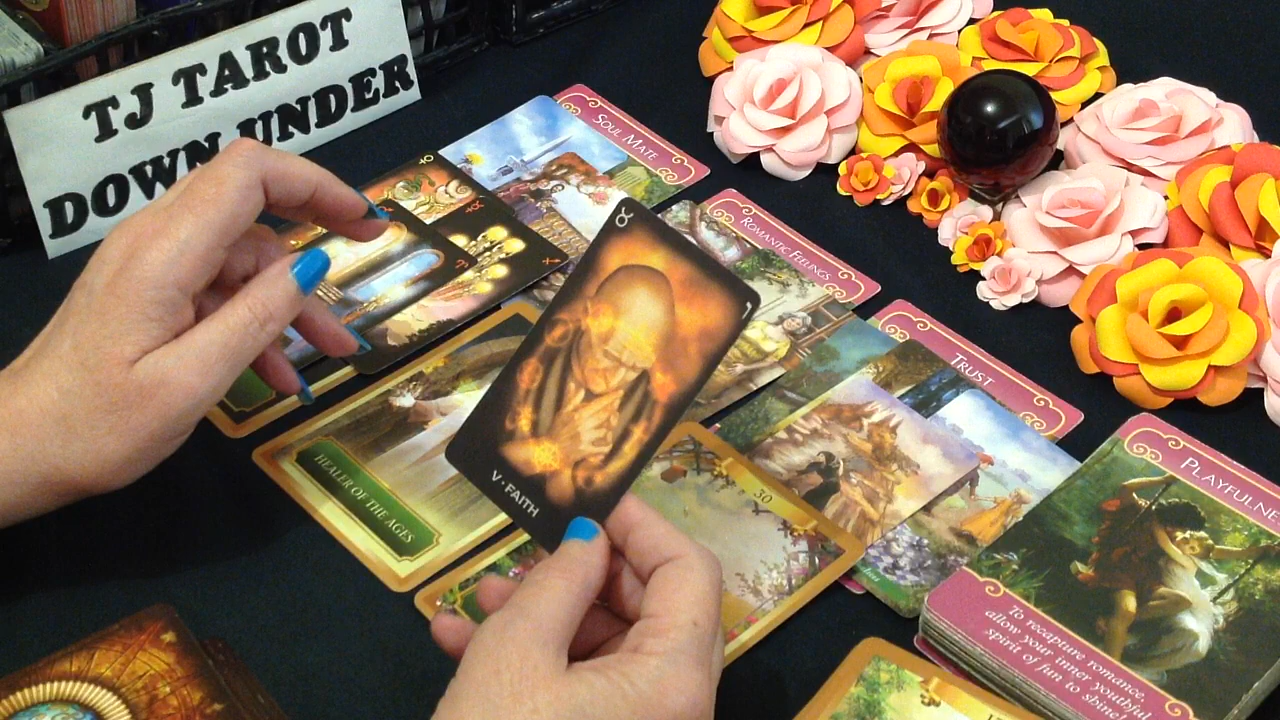 TJ TAROT
DOWN UNDER
SOUL MATE
ROMANTIC FEELINGS
TRUST
HEALER OF THE AGES
V · FAITH
30
PLAYFULNE
To recapture romance,
allow your inner youthful
spirit of fun to shine